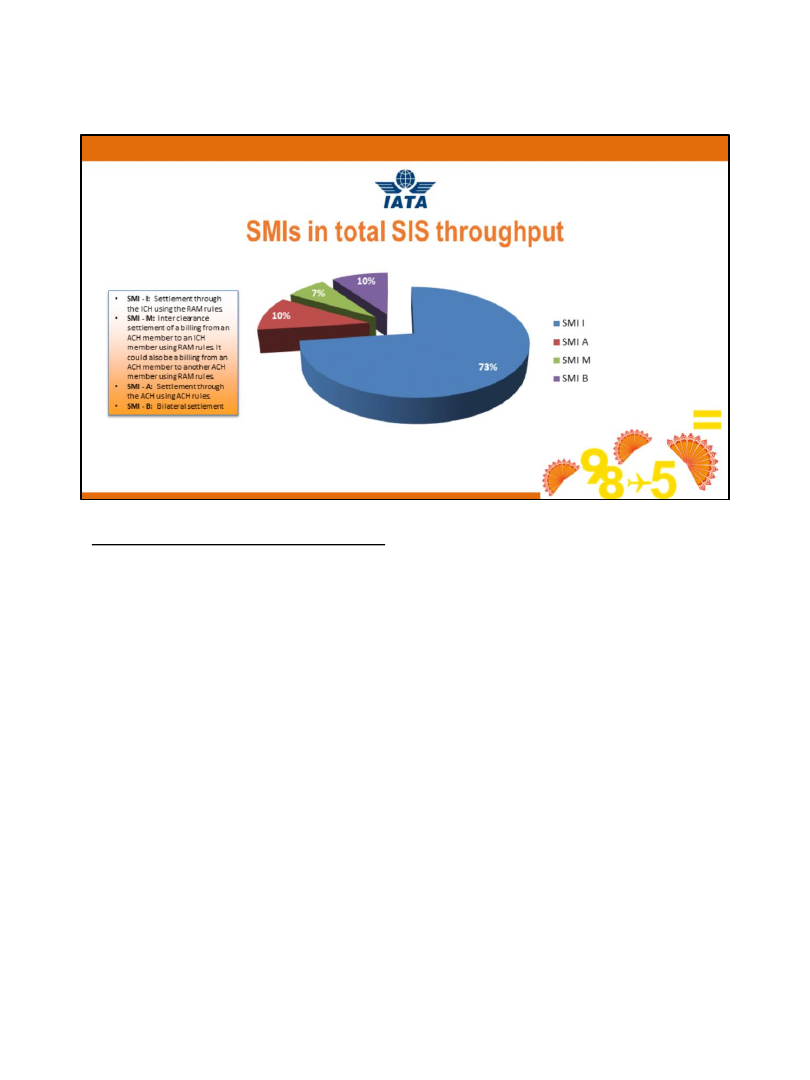 IATA
SMIs in total SIS throughput
• SMI - I: Settlement through
the ICH using the RAM rules.
• SMI - M: Inter clearance
settlement of a billing from an
ACH member to an ICH
member using RAM rules. It
could also be a billing from an
ACH member to another ACH
member using RAM rules.
• SMI - A: Settlement through
the ACH using ACH rules.
• SMI - B: Bilateral settlement
10%
7%
10%
73%
SMI I
SMI A
SMI M
SMI B
=
98
5